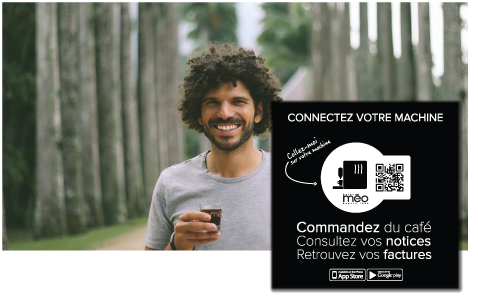 CONNECTEZ VOTRE MACHINE
Collez-moi
sur votre machine
mēo
Commandez du café
Consultez vos notices
Retrouvez vos factures
App Store
Google play